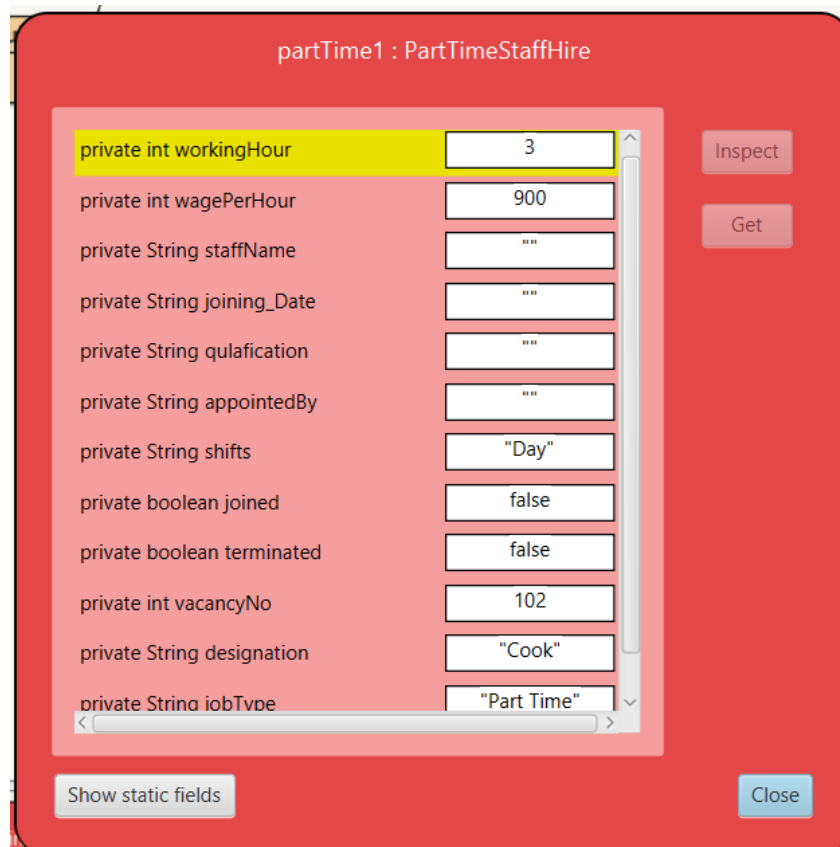 partTime1 : PartTimeStaffHire
private int workingHour 3
Inspect
private int wagePerHour 900
Get
private String staffName ""
private String joining_Date ""
private String qulafication ""
private String appointedBy ""
private String shifts "Day"
private boolean joined false
private boolean terminated false
private int vacancyNo 102
private String designation "Cook"
private String jobType "Part Time"
Show static fields
Close